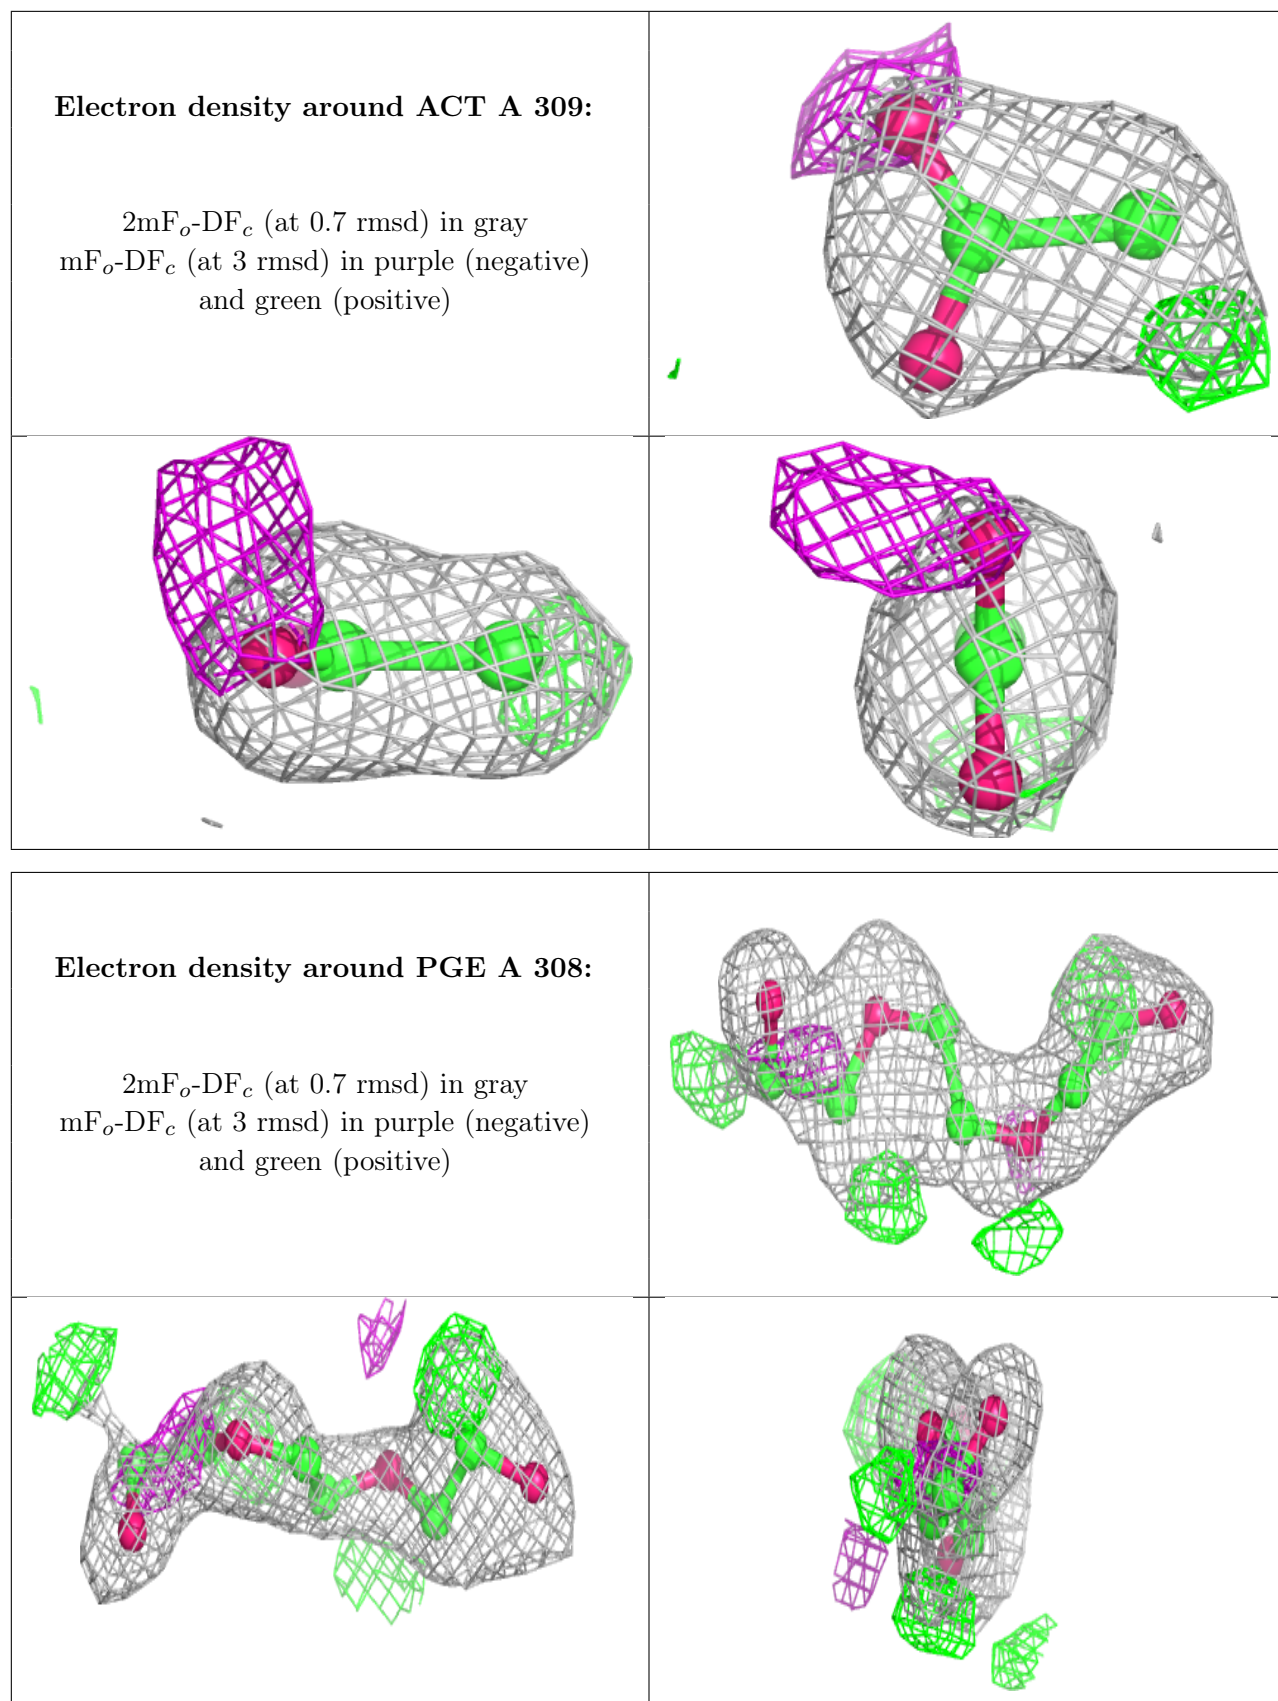 Electron density around ACT A 309:
2mFo-DFc (at 0.7 rmsd) in gray
mFo-DFc (at 3 rmsd) in purple (negative)
and green (positive)
Electron density around PGE A 308:
2mFo-DFc (at 0.7 rmsd) in gray
mFo-DFc (at 3 rmsd) in purple (negative)
and green (positive)